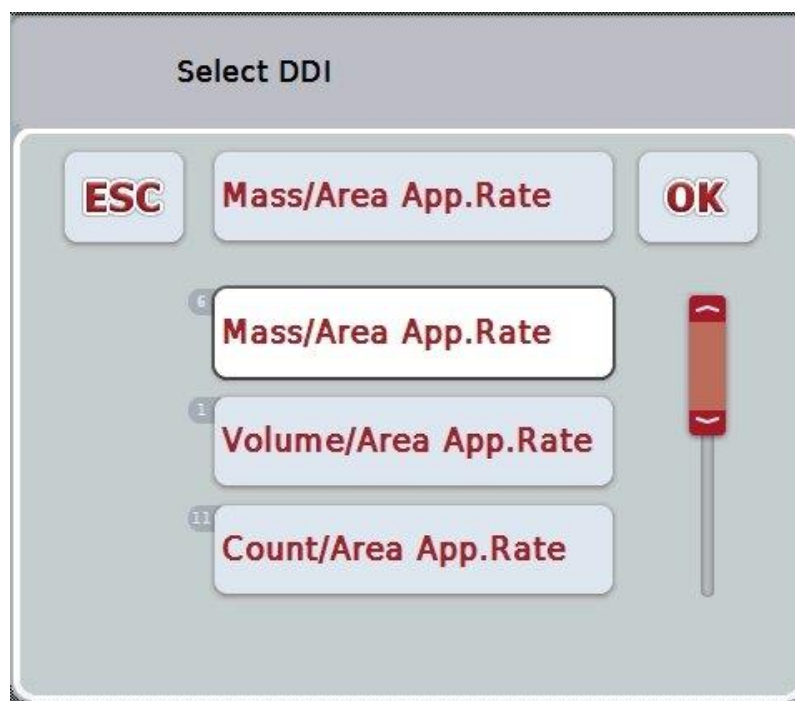 Select DDI
ESC Mass/Area App.Rate OK
6
Mass/Area App.Rate
1
Volume/Area App.Rate
11
Count/Area App.Rate